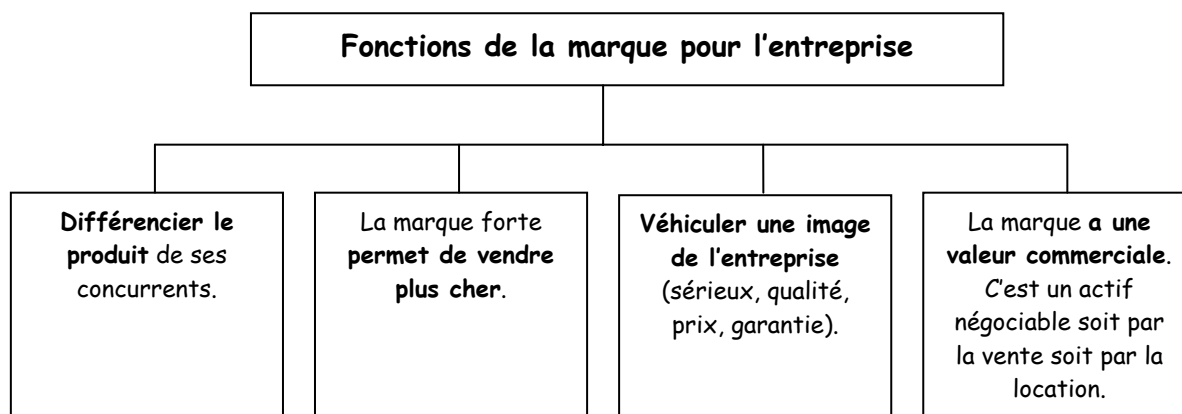 Fonctions de la marque pour l'entreprise
Différencier le
produit de ses
concurrents.
La marque forte
permet de vendre
plus cher.
Véhiculer une image
de l'entreprise
(sérieux, qualité,
prix, garantie).
La marque a une
valeur commerciale.
C'est un actif
négociable soit par
la vente soit par la
location.